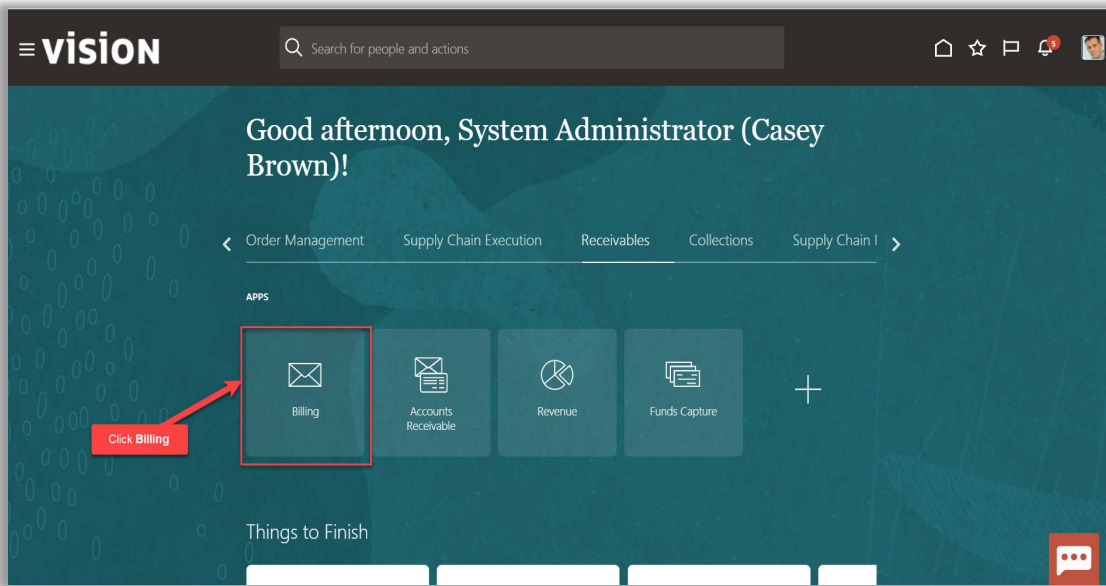 vision
Search for people and actions
5
Good afternoon, System Administrator (Casey
Brown)!
Order Management Supply Chain Execution Receivables Collections Supply Chain
APPS
Billing Accounts Revenue Funds Capture
Receivable
Click Billing
Things to Finish